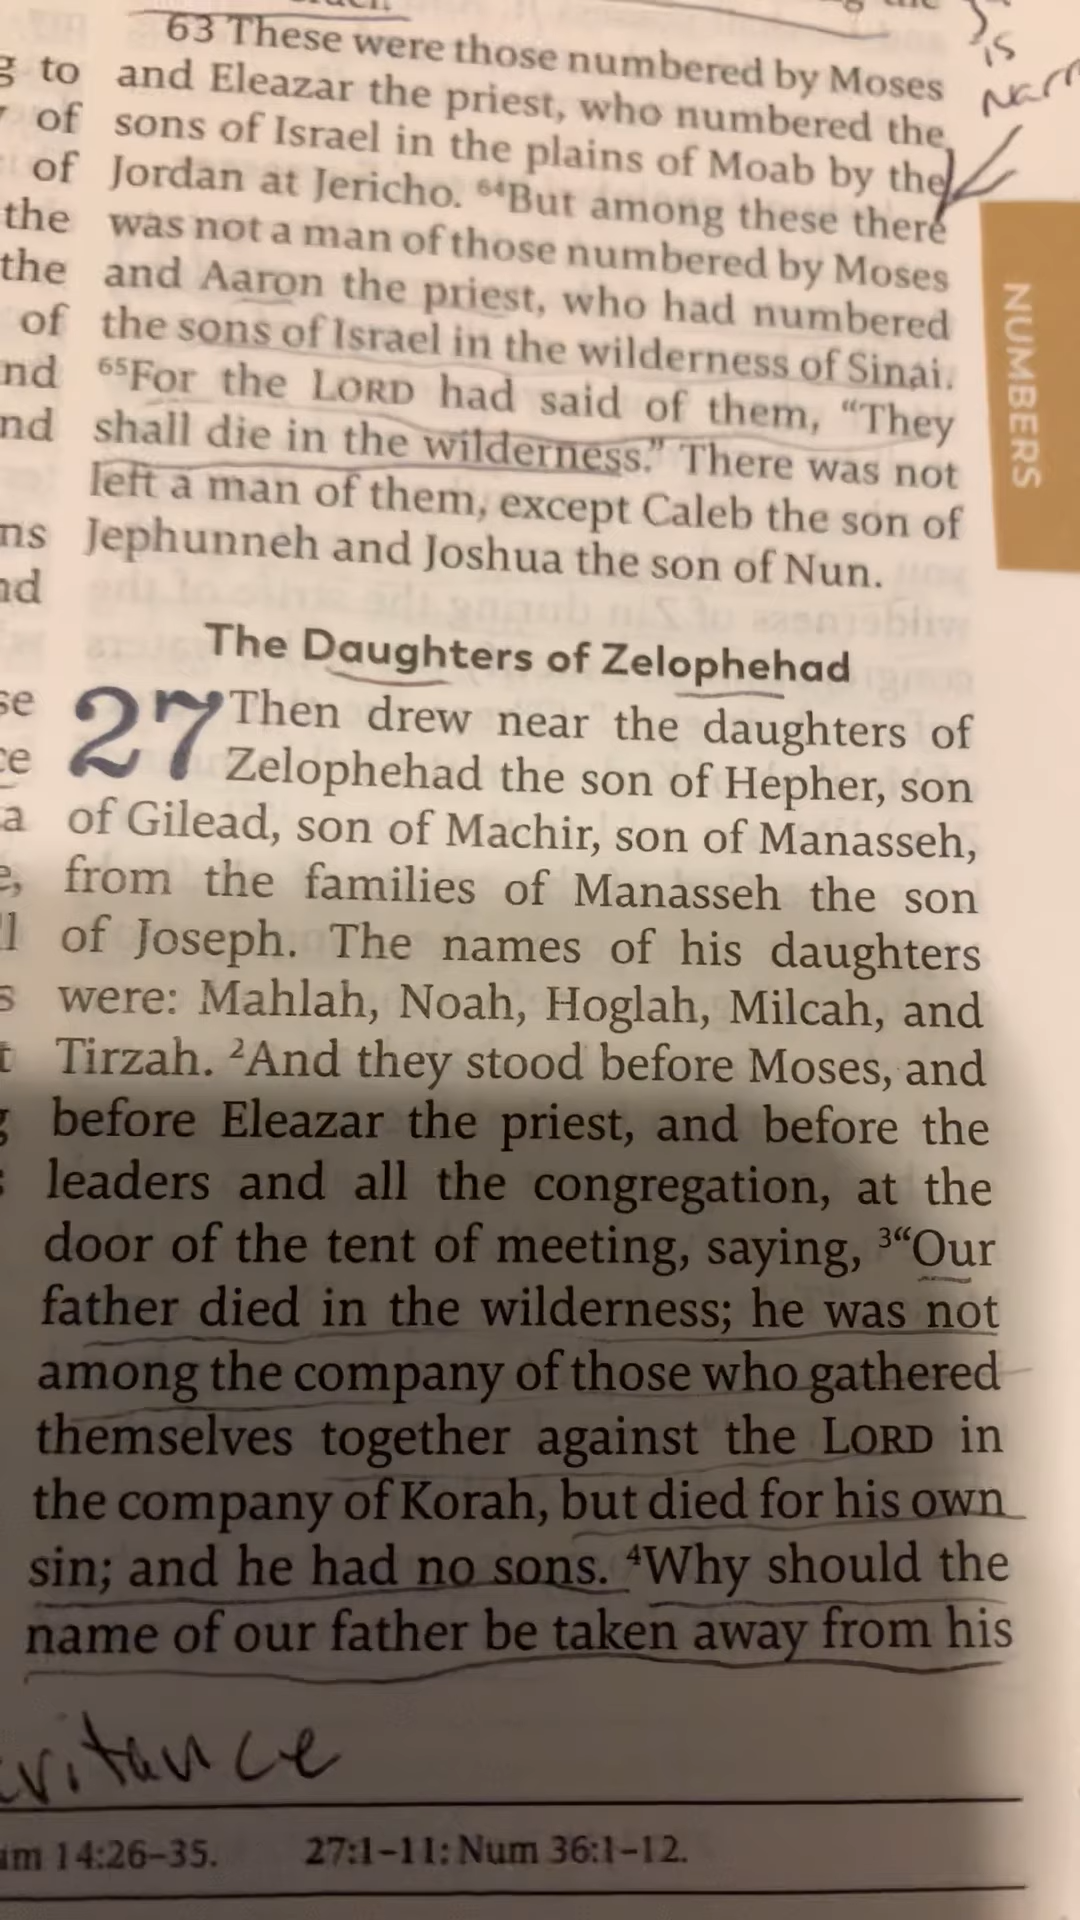 is
63 These were those numbered by Moses
and Eleazar the priest, who numbered the
sons of Israel in the plains of Moab by the
Jordan at Jericho. 64But among these there
was not a man of those numbered by Moses
and Aaron the priest, who had numbered
the sons of Israel in the wilderness of Sinai.
65For the LORD had said of them, “They
shall die in the wilderness.” There was not
left a man of them, except Caleb the son of
Jephunneh and Joshua the son of Nun.
The Daughters of Zelophehad
27 Then drew near the daughters of
Zelophehad the son of Hepher, son
of Gilead, son of Machir, son of Manasseh,
from the families of Manasseh the son
of Joseph. The names of his daughters
were: Mahlah, Noah, Hoglah, Milcah, and
Tirzah. 2And they stood before Moses, and
before Eleazar the priest, and before the
leaders and all the congregation, at the
door of the tent of meeting, saying, 3“Our
father died in the wilderness; he was not
among the company of those who gathered
themselves together against the LORD in
the company of Korah, but died for his own
sin; and he had no sons. 4Why should the
name of our father be taken away from his
14:26–35. 27:1–11: Num 36:1–12.
NUMBERS
to
of
of
the
the
of